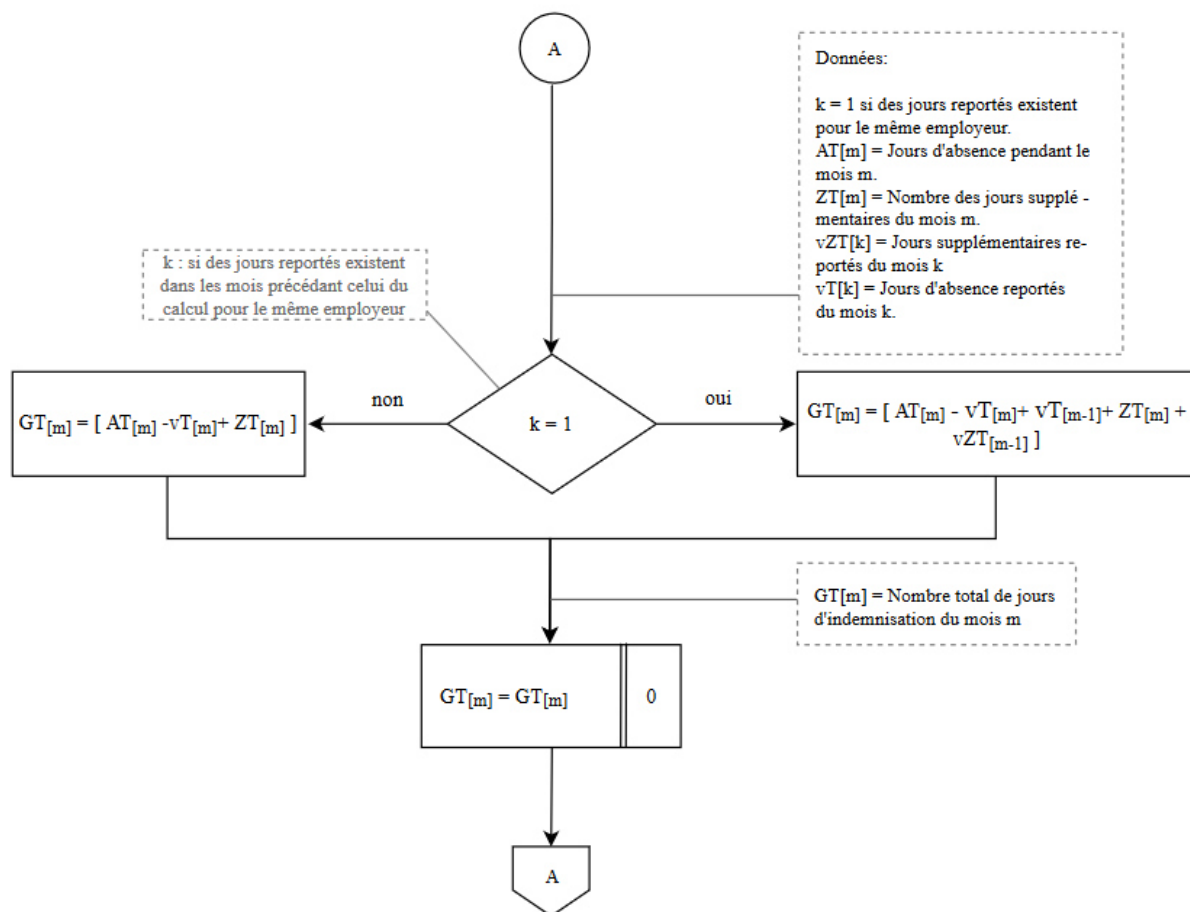 A
Données:
k = 1 si des jours reportés existent
pour le même employeur.
AT[m] = Jours d'absence pendant le
mois m.
ZT[m] = Nombre des jours supplé -
mentaires du mois m.
vZT[k] = Jours supplémentaires re-
portés du mois k
vT[k] = Jours d'absence reportés
du mois k.
k : si des jours reportés existent
dans les mois précédant celui du
calcul pour le même employeur
non
k = 1
oui
GT[m] = [ AT[m] -vT[m]+ ZT[m] ]
GT[m] = [ AT[m] - vT[m]+ vT[m-1]+ ZT[m] +
vZT[m-1] ]
GT[m] = Nombre total de jours
d'indemnisation du mois m
GT[m] = GT[m]
0
A